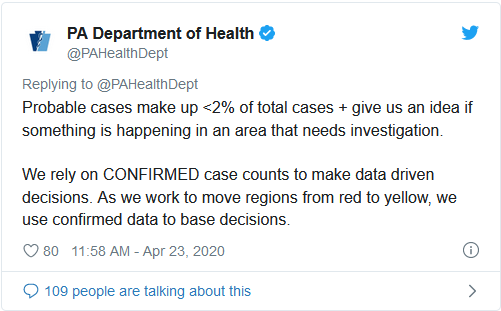 PA Department of Health
@PAHealthDept
Replying to @PAHealthDept
Probable cases make up <2% of total cases + give us an idea if
something is happening in an area that needs investigation.
We rely on CONFIRMED case counts to make data driven
decisions. As we work to move regions from red to yellow, we
use confirmed data to base decisions.
80 11:58 AM - Apr 23, 2020
109 people are talking about this